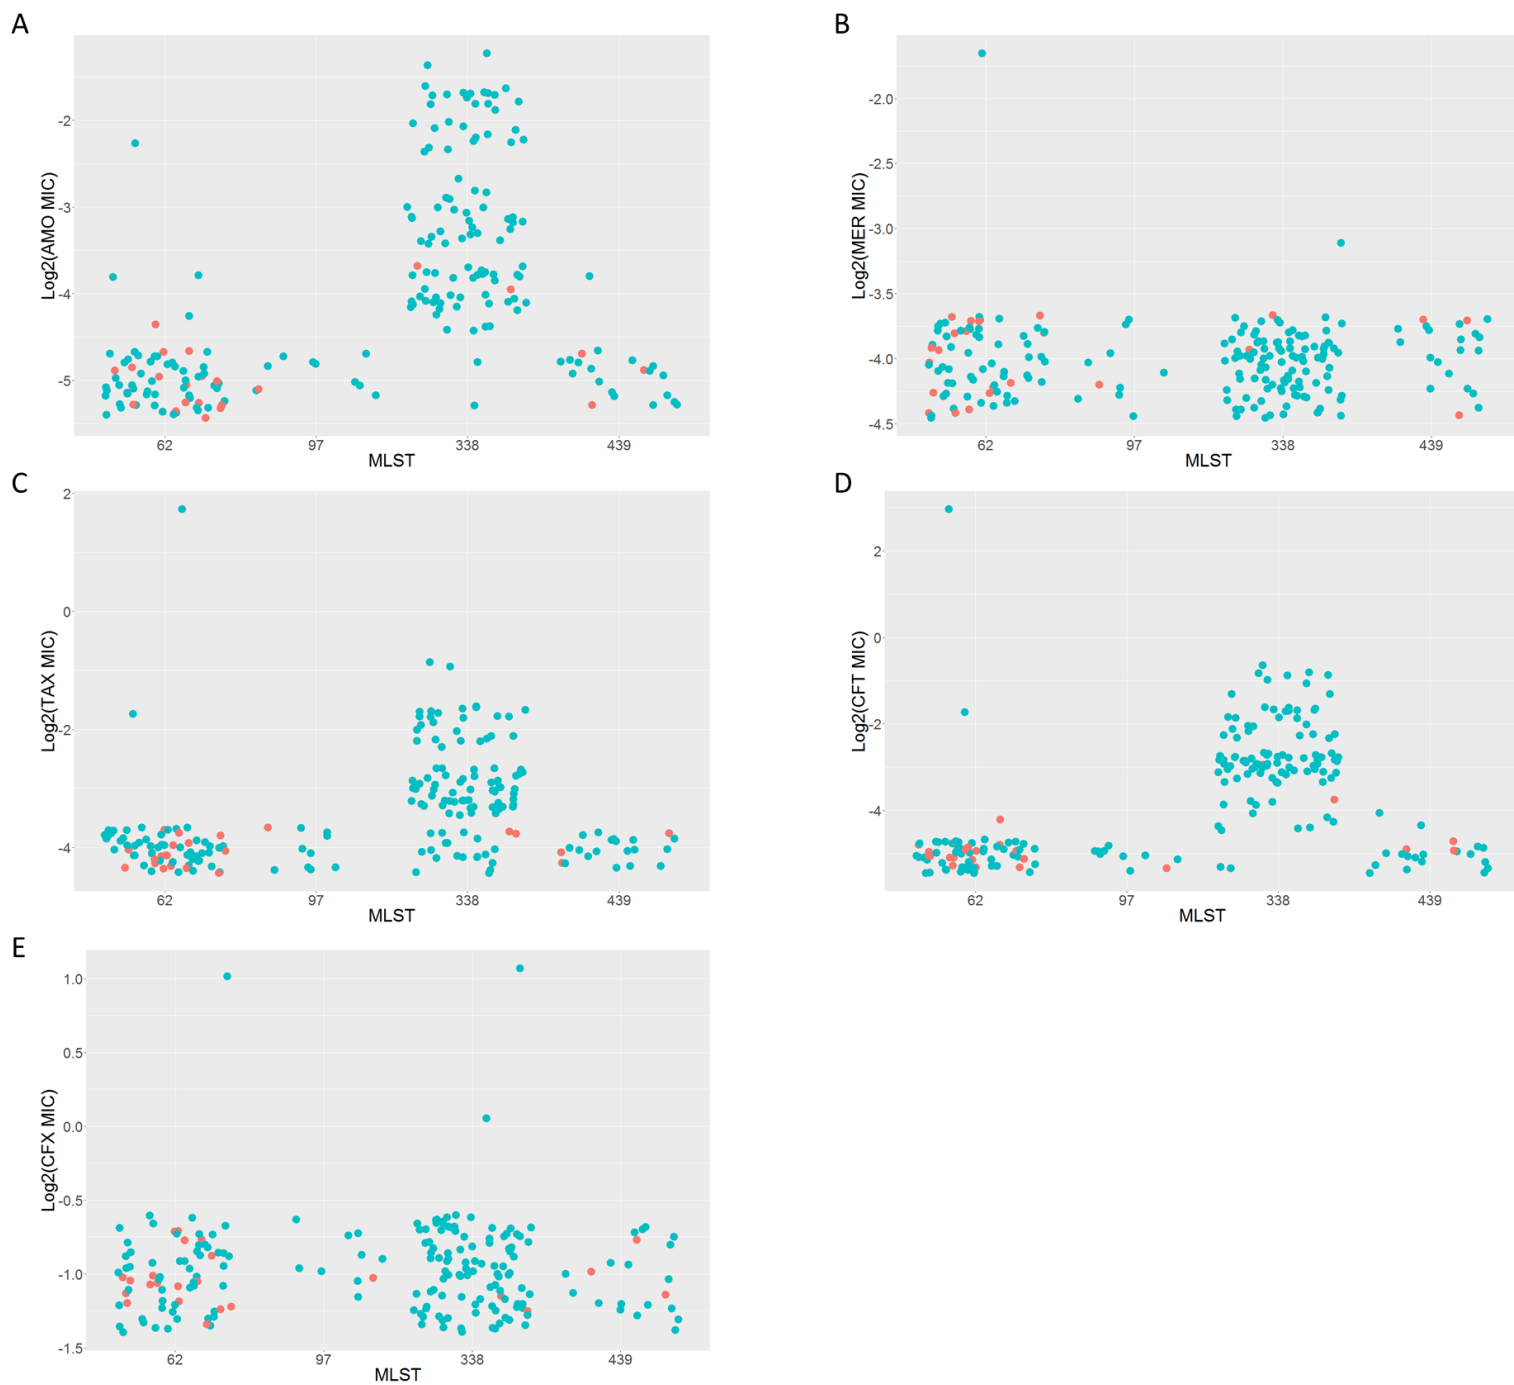 A
Log2(AMO MIC)
-2
-3
-4
-5
62 97 338 439
MLST
B
Log2(MER MIC)
-2.0
-2.5
-3.0
-3.5
-4.0
-4.5
62 97 338 439
MLST
C
Log2(TAX MIC)
2
0
-2
-4
62 97 338 439
MLST
D
Log2(CFT MIC)
2
0
-2
-4
62 97 338 439
MLST
E
Log2(CFX MIC)
1.0
0.5
0.0
-0.5
-1.0
-1.5
62 97 338 439
MLST